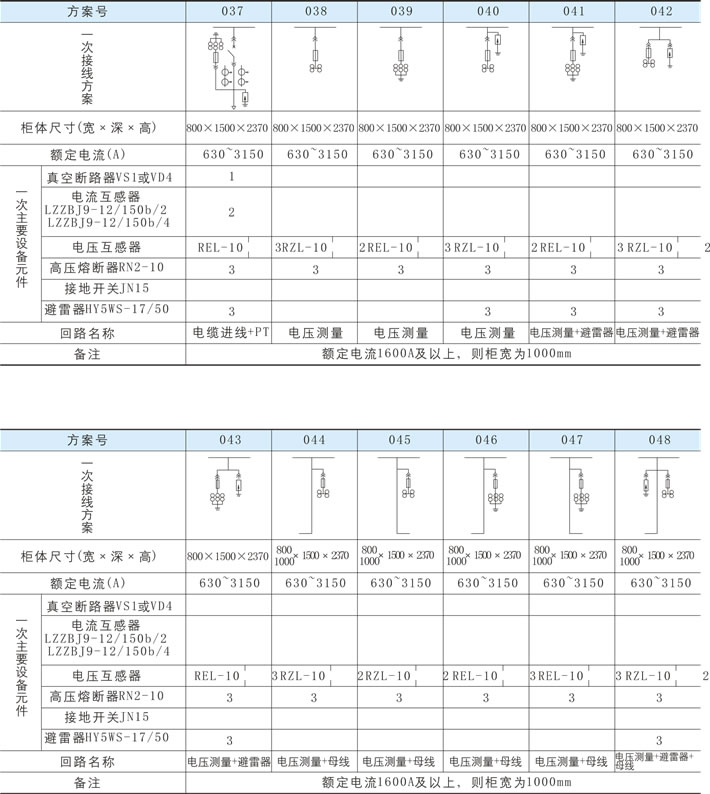 方案号 037 038 039 040 041 042
一次接线方案
柜体尺寸(宽×深×高) 800×1500×2370 800×1500×2370 800×1500×2370 800×1500×2370 800×1500×2370 800×1500×2370
额定电流(A) 630~3150 630~3150 630~3150 630~3150 630~3150 630~3150
一次主要设备元件
真空断路器VS1或VD4 1
电流互感器
LZZBJ9-12/150b/2 2
LZZBJ9-12/150b/4
电压互感器 REL-10 3RZL-10 2REL-10 3RZL-10 2REL-10 3RZL-10 2
高压熔断器RN2-10 3 3 3 3 3 3
接地开关JN15
避雷器HY5WS-17/50 3 3 3 3
回路名称 电缆进线+PT 电压测量 电压测量 电压测量 电压测量+避雷器 电压测量+避雷器
备注 额定电流1600A及以上，则柜宽为1000mm
方案号 043 044 045 046 047 048
一次接线方案
柜体尺寸(宽×深×高) 800×1500×2370 800 1000×1500×2370 800 1000×1500×2370 800 1000×1500×2370 800 1000×1500×2370 800 1000×1500×2370
额定电流(A) 630~3150 630~3150 630~3150 630~3150 630~3150 630~3150
一次主要设备元件
真空断路器VS1或VD4
电流互感器
LZZBJ9-12/150b/2
LZZBJ9-12/150b/4
电压互感器 REL-10 3RZL-10 2RZL-10 2REL-10 3REL-10 3RZL-10 2
高压熔断器RN2-10 3 3 3 3 3 3
接地开关JN15
避雷器HY5WS-17/50 3 3
回路名称 电压测量+避雷器 电压测量+母线 电压测量+母线 电压测量+母线 电压测量+母线 电压测量+避雷器+母线
备注 额定电流1600A及以上，则柜宽为1000mm